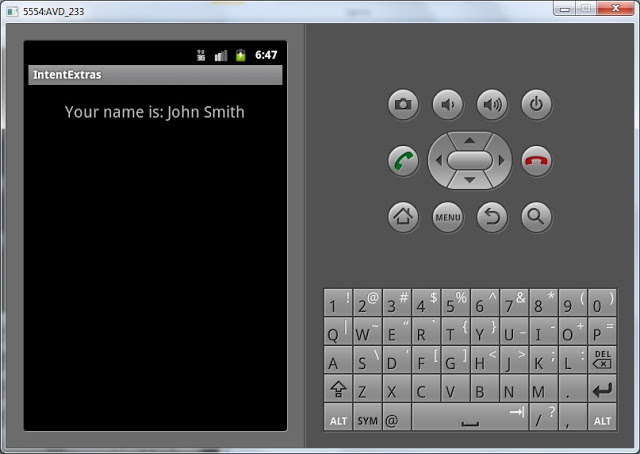 5554:AVD_233
3G 6:47
IntentExtras
Your name is: John Smith
MENU
1 ! 2 @ 3 # 4 $ 5 % 6 ^ 7 & 8 * 9 ( 0 )
Q | W ~ E " R ` T { Y } U _ I - O + P =
A S \ D ' F [ G ] H < J > K ; L : DEL
Z X C V B N M .
ALT SYM @ / ? , ALT